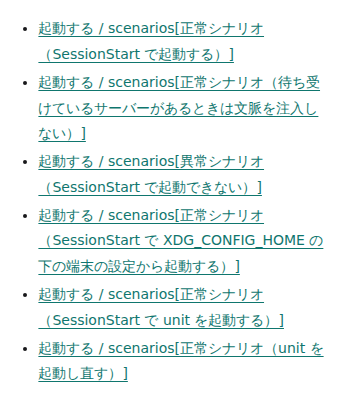 起動する / scenarios[正常シナリオ
（SessionStart で起動する）]
起動する / scenarios[正常シナリオ（待ち受
けているサーバーがあるときは文脈を注入し
ない）]
起動する / scenarios[異常シナリオ
（SessionStart で起動できない）]
起動する / scenarios[正常シナリオ
（SessionStart で XDG_CONFIG_HOME の
下の端末の設定から起動する）]
起動する / scenarios[正常シナリオ
（SessionStart で unit を起動する）]
起動する / scenarios[正常シナリオ（unit を
起動し直す）]